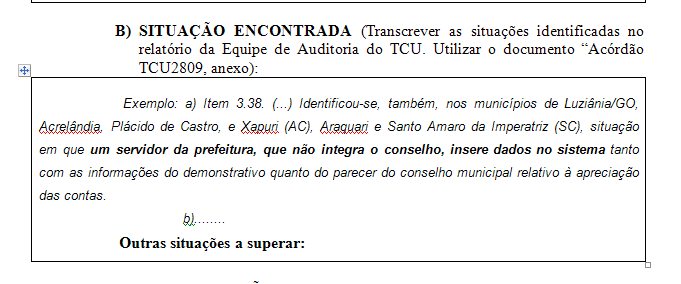 B) SITUAÇÃO ENCONTRADA (Transcrever as situações identificadas no
relatório da Equipe de Auditoria do TCU. Utilizar o documento “Acórdão
TCU2809, anexo):
Exemplo: a) Item 3.38. (...) Identificou-se, também, nos municípios de Luziânia/GO,
Acrelândia, Plácido de Castro, e Xapuri (AC), Araquari e Santo Amaro da Imperatriz (SC), situação
em que um servidor da prefeitura, que não integra o conselho, insere dados no sistema tanto
com as informações do demonstrativo quanto do parecer do conselho municipal relativo à apreciação
das contas.
b)........
Outras situações a superar: